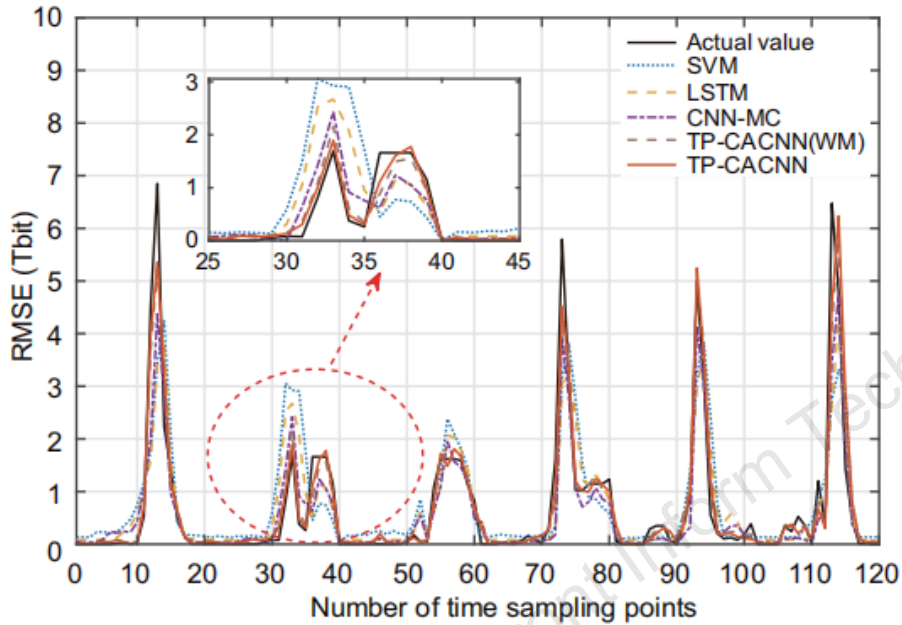 10
9
8
7
6
5
4
3
2
1
0
RMSE (Tbit)
Actual value
SVM
LSTM
CNN-MC
TP-CACNN(WM)
TP-CACNN
3
2
1
0
25 30 35 40 45
0 10 20 30 40 50 60 70 80 90 100 110 120
Number of time sampling points
Inform Tech